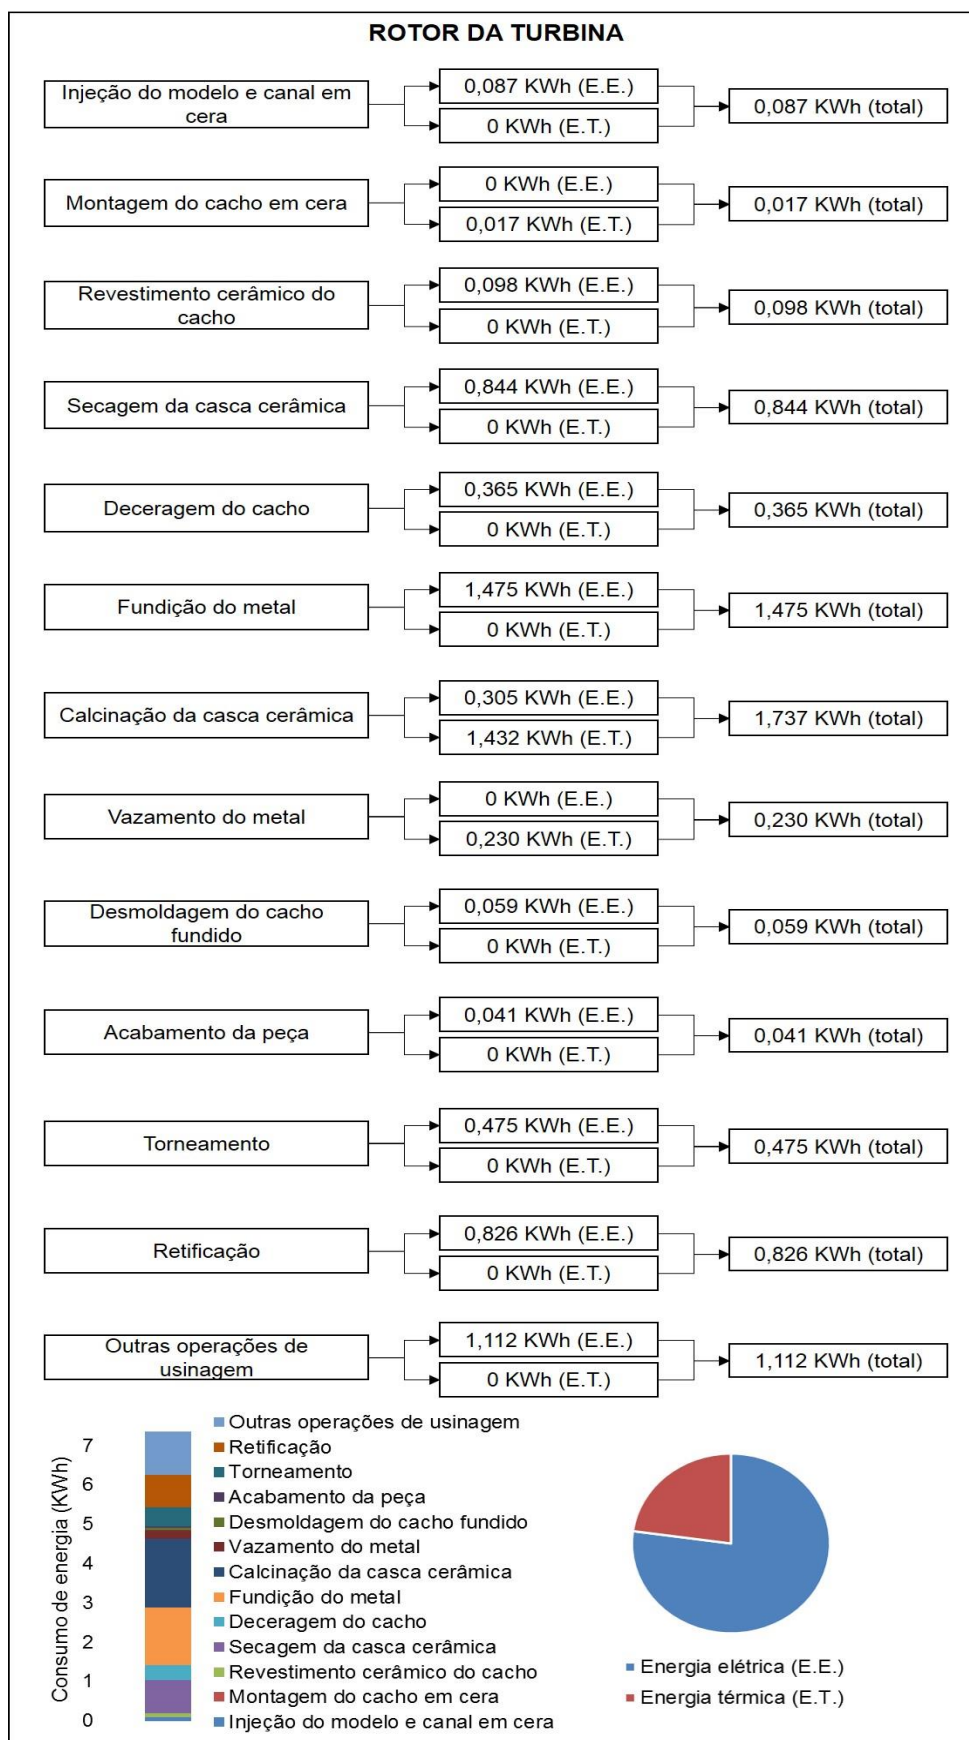 ROTOR DA TURBINA
Injeção do modelo e canal em
cera
0,087 KWh (E.E.)
0 KWh (E.T.)
0,087 KWh (total)
Montagem do cacho em cera
0 KWh (E.E.)
0,017 KWh (E.T.)
0,017 KWh (total)
Revestimento cerâmico do
cacho
0,098 KWh (E.E.)
0 KWh (E.T.)
0,098 KWh (total)
Secagem da casca cerâmica
0,844 KWh (E.E.)
0 KWh (E.T.)
0,844 KWh (total)
Deceragem do cacho
0,365 KWh (E.E.)
0 KWh (E.T.)
0,365 KWh (total)
Fundição do metal
1,475 KWh (E.E.)
0 KWh (E.T.)
1,475 KWh (total)
Calcinação da casca cerâmica
0,305 KWh (E.E.)
1,432 KWh (E.T.)
1,737 KWh (total)
Vazamento do metal
0 KWh (E.E.)
0,230 KWh (E.T.)
0,230 KWh (total)
Desmoldagem do cacho
fundido
0,059 KWh (E.E.)
0 KWh (E.T.)
0,059 KWh (total)
Acabamento da peça
0,041 KWh (E.E.)
0 KWh (E.T.)
0,041 KWh (total)
Torneamento
0,475 KWh (E.E.)
0 KWh (E.T.)
0,475 KWh (total)
Retificação
0,826 KWh (E.E.)
0 KWh (E.T.)
0,826 KWh (total)
Outras operações de
usinagem
1,112 KWh (E.E.)
0 KWh (E.T.)
1,112 KWh (total)
Consumo de energia (KWh)
7
6
5
4
3
2
1
0
Outras operações de usinagem
Retificação
Torneamento
Acabamento da peça
Desmoldagem do cacho fundido
Vazamento do metal
Calcinação da casca cerâmica
Fundição do metal
Deceragem do cacho
Secagem da casca cerâmica
Revestimento cerâmico do cacho
Montagem do cacho em cera
Injeção do modelo e canal em cera
Energia elétrica (E.E.)
Energia térmica (E.T.)